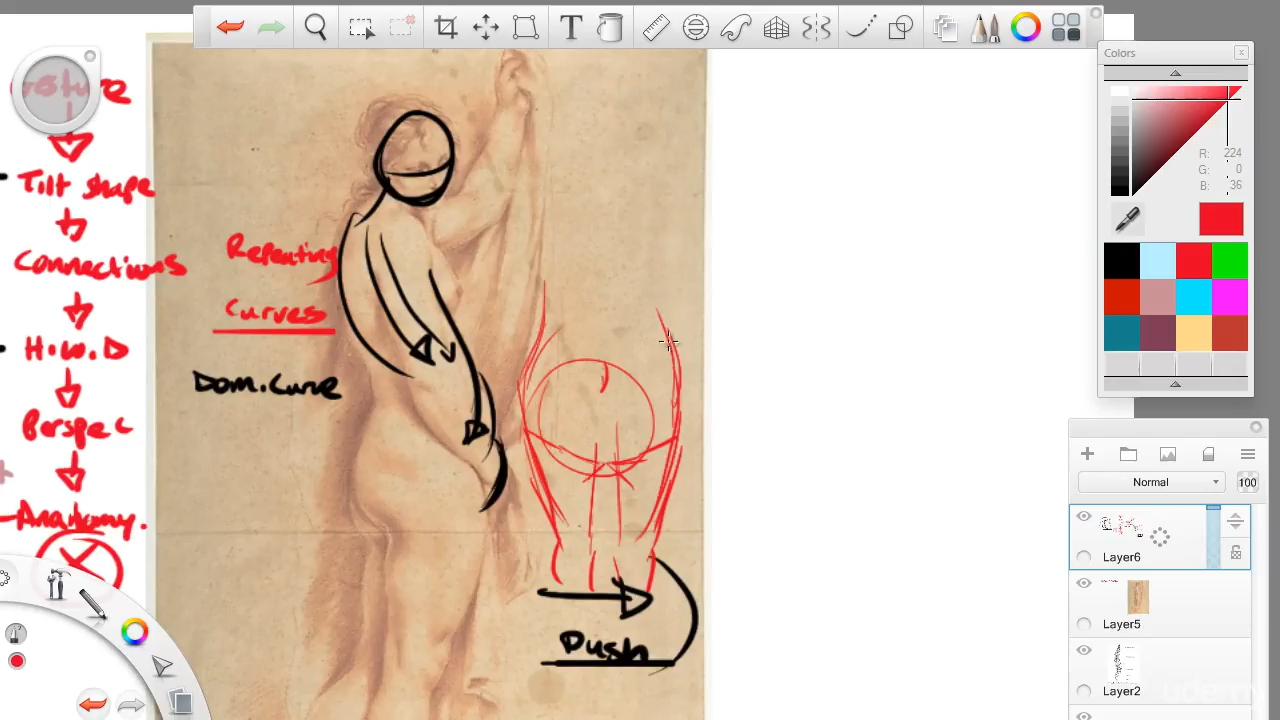 Colors
R: 224
G: 0
B: 36
Tilt shape
Connections
H.W.D
Perspec
Anatomy.
Repeating
Curves
Dom.Curve
Push
Normal
100
Layer6
Layer5
Layer2